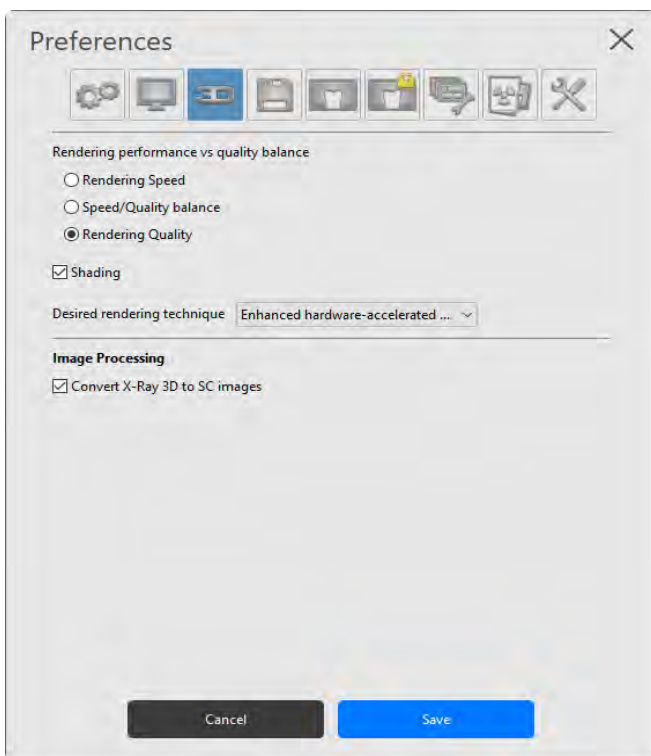 Preferences
3D
Rendering performance vs quality balance
Rendering Speed
Speed/Quality balance
Rendering Quality
Shading
Desired rendering technique Enhanced hardware-accelerated ...
Image Processing
Convert X-Ray 3D to SC images
Cancel Save